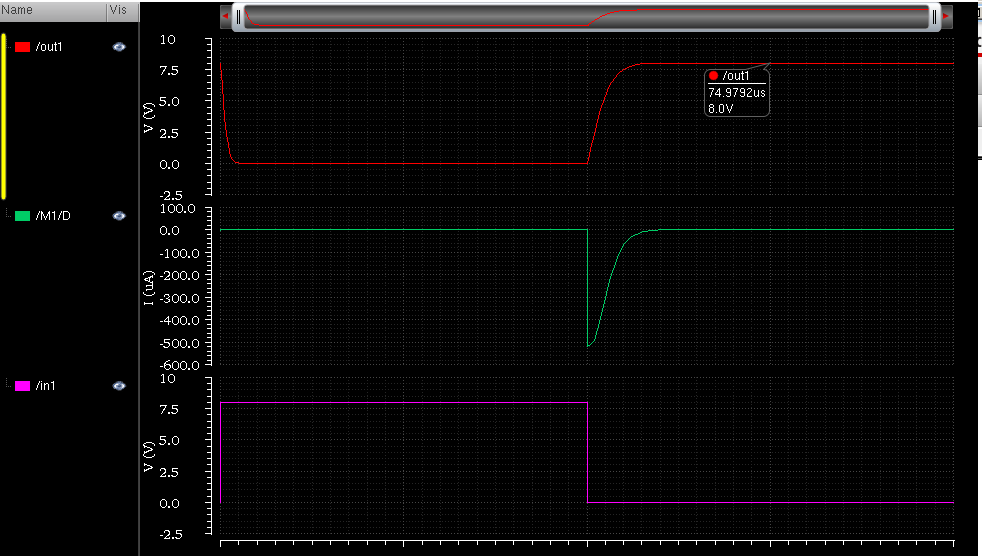 Name Vis
/out1
10
7.5
5.0
2.5
0.0
-2.5
V (V)
/out1
74.9792us
8.0V
/M1/D
100.0
0.0
-100.0
-200.0
-300.0
-400.0
-500.0
-600.0
I (uA)
/in1
10
7.5
5.0
2.5
0.0
-2.5
V (V)